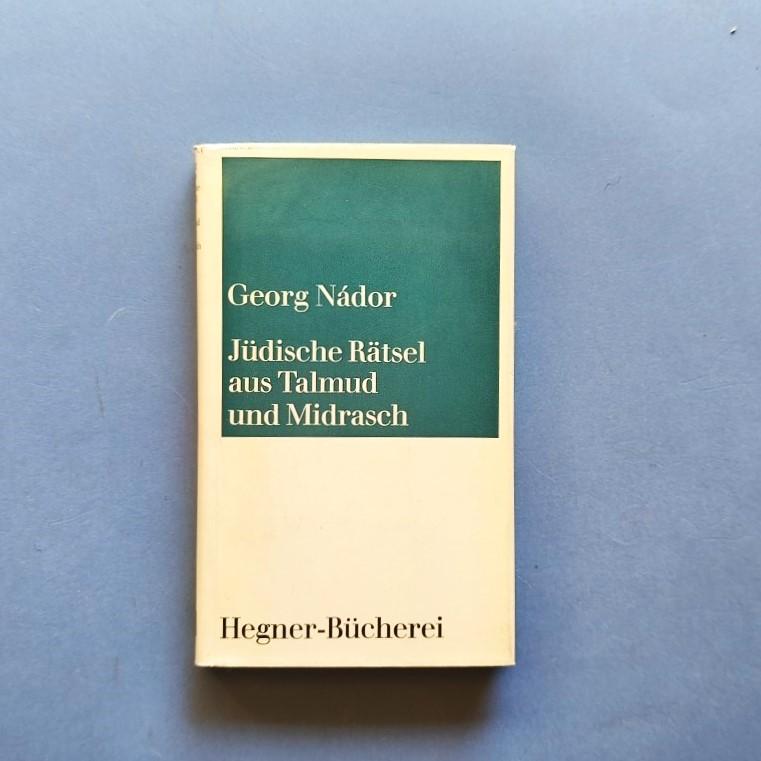 Georg Nádor
Jüdische Rätsel
aus Talmud
und Midrasch
Hegner-Bücherei